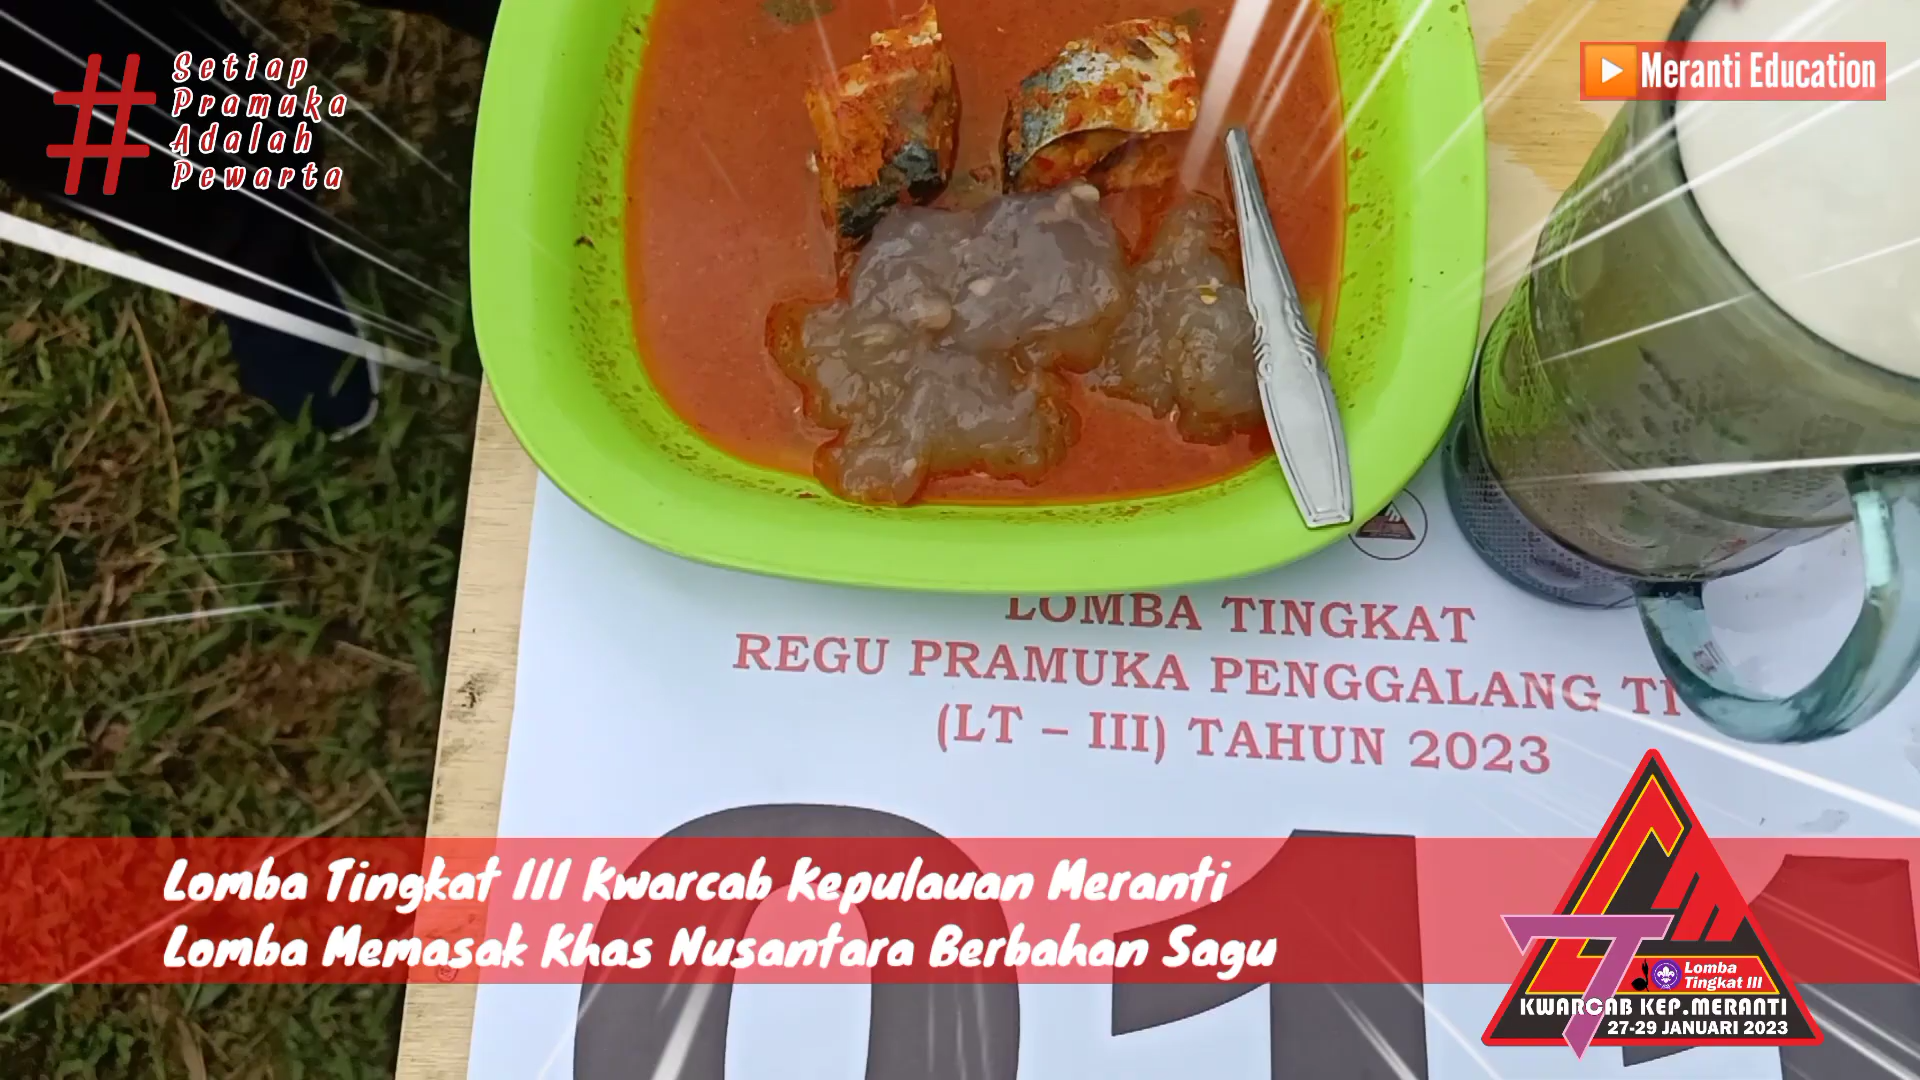 #
Setiap
Pramuka
Adalah
Pewarta
Meranti Education
LOMBA TINGKAT
REGU PRAMUKA PENGGALANG
(LT – III) TAHUN 2023
011
Lomba Tingkat III Kwarcab Kepulauan Meranti
Lomba Memasak Khas Nusantara Berbahan Sagu
Lomba
Tingkat III
KWARCAB KEP.MERANTI
27-29 JANUARI 2023